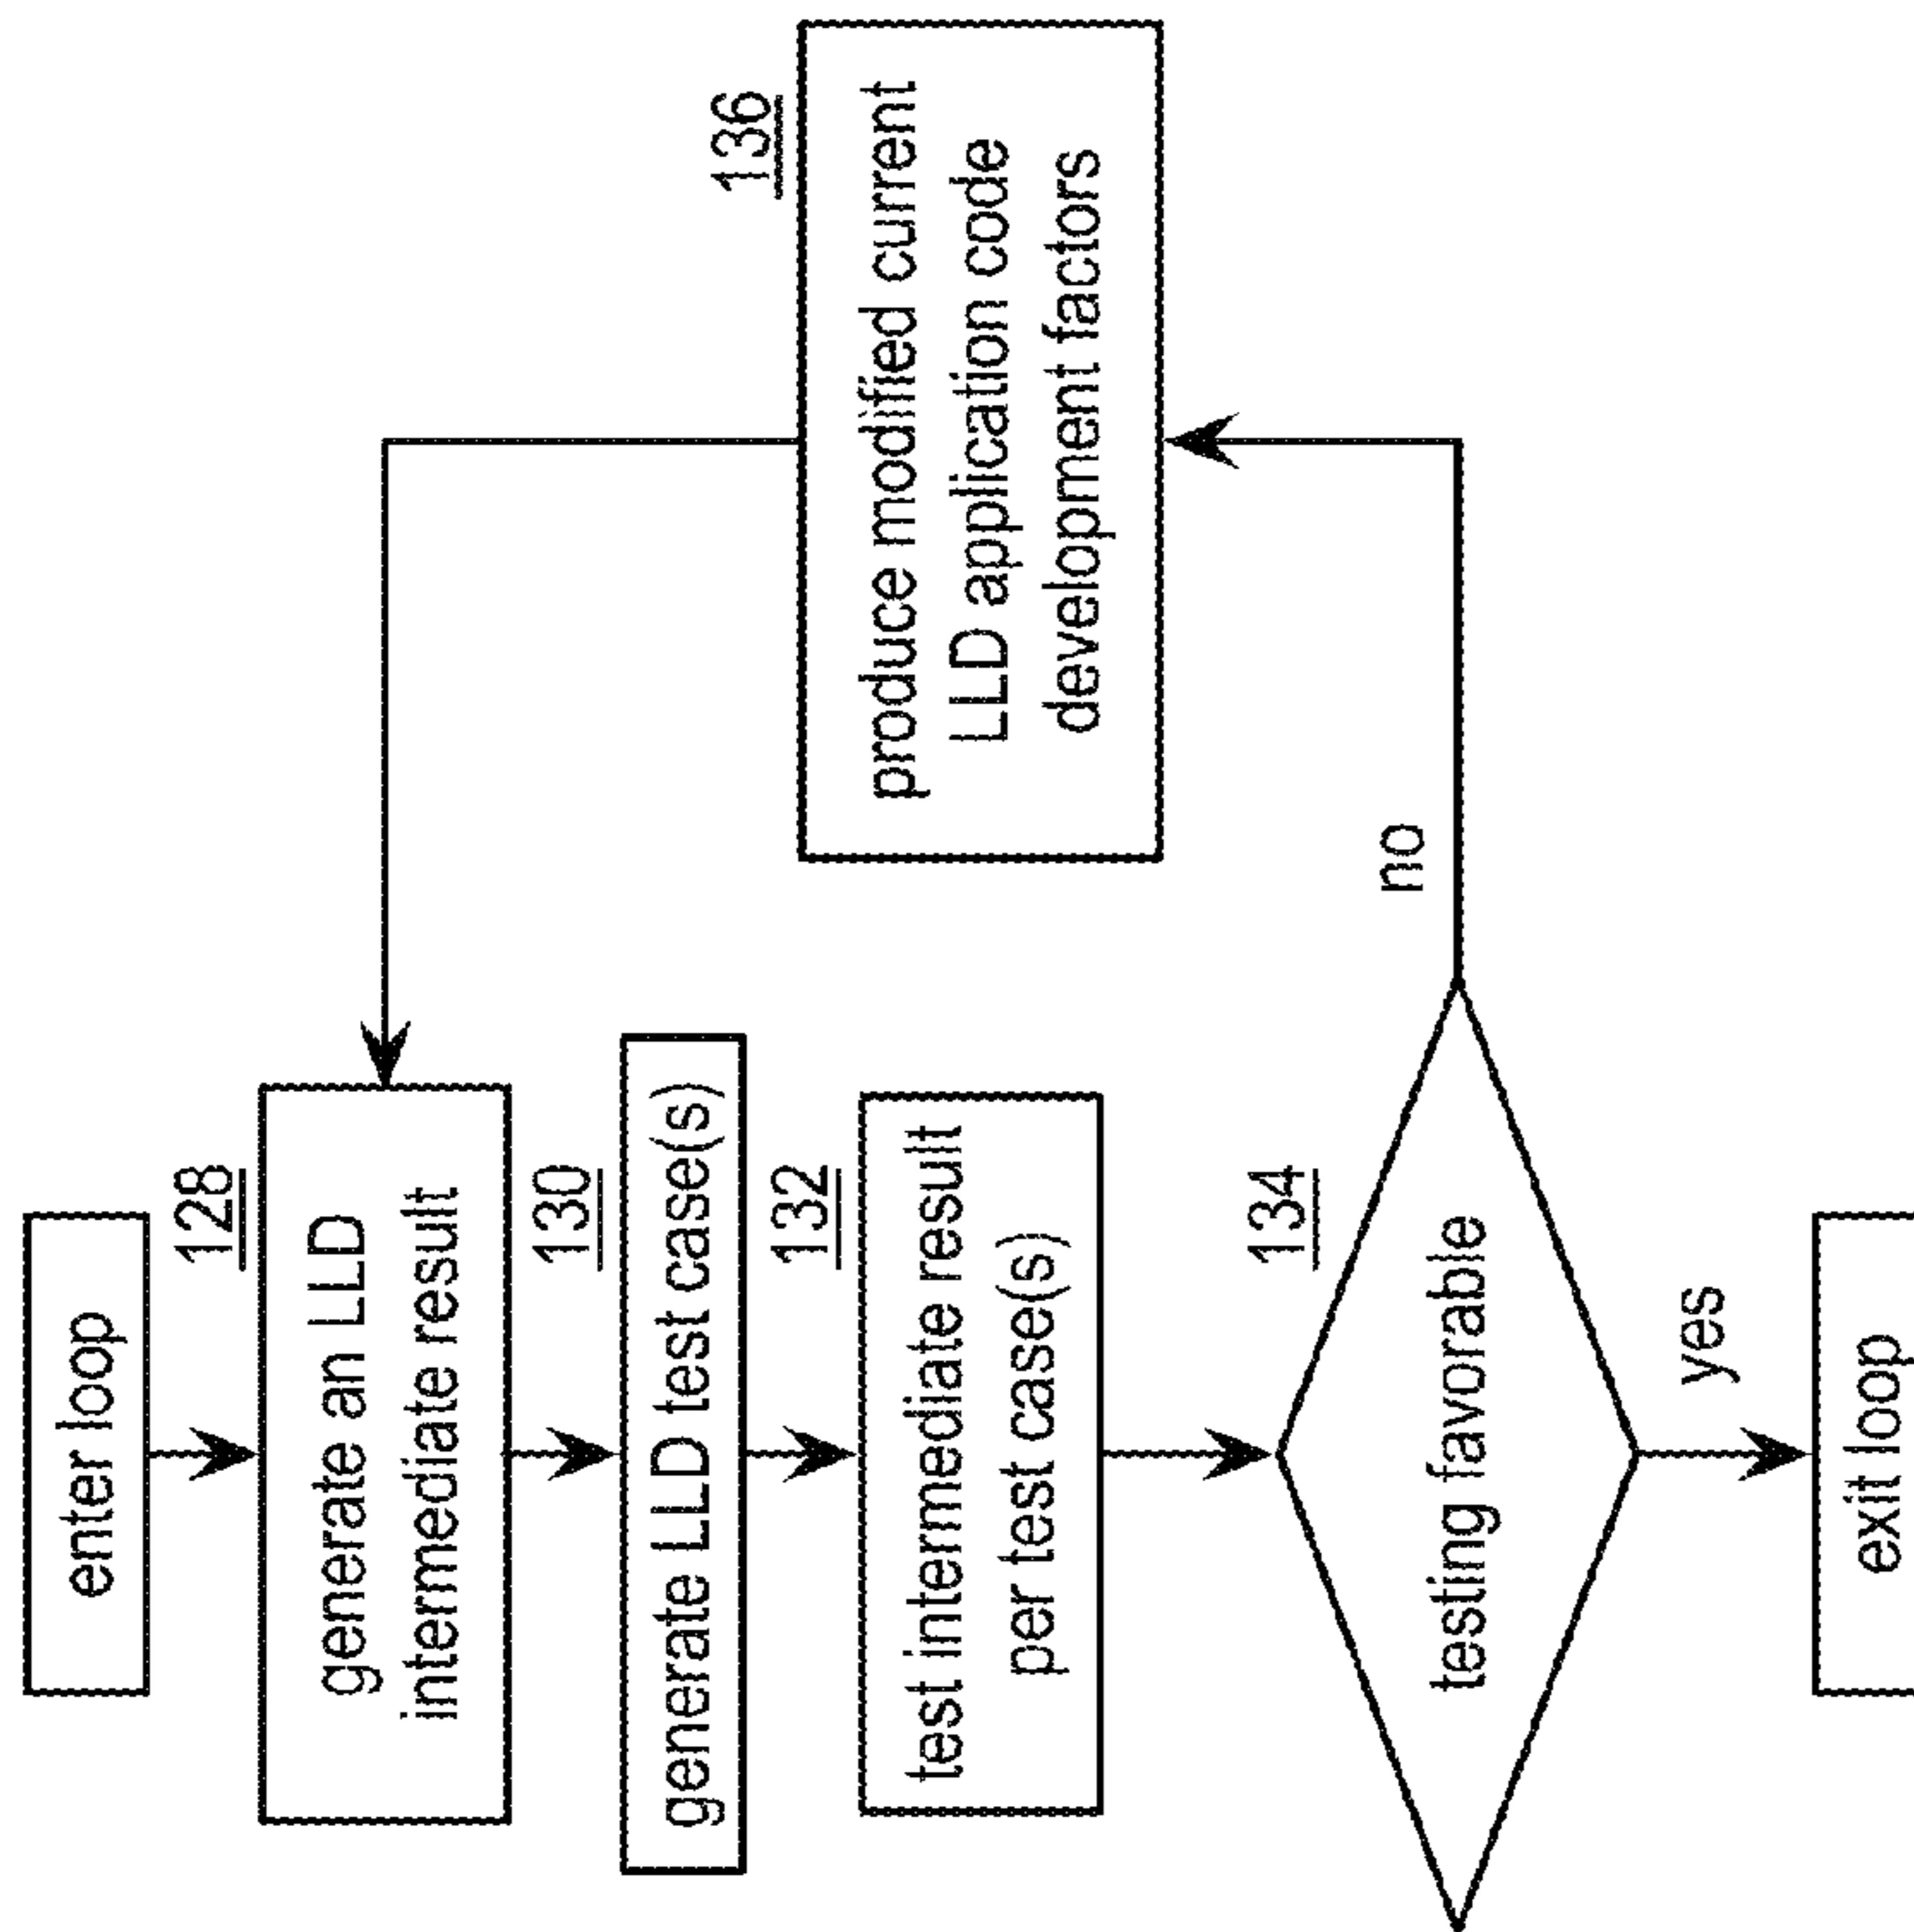 enter loop
128
generate an LLD
intermediate result
130
generate LLD test case(s)
132
test intermediate result
per test case(s)
134
testing favorable
no
136
produce modified current
LLD application code
development factors
yes
exit loop